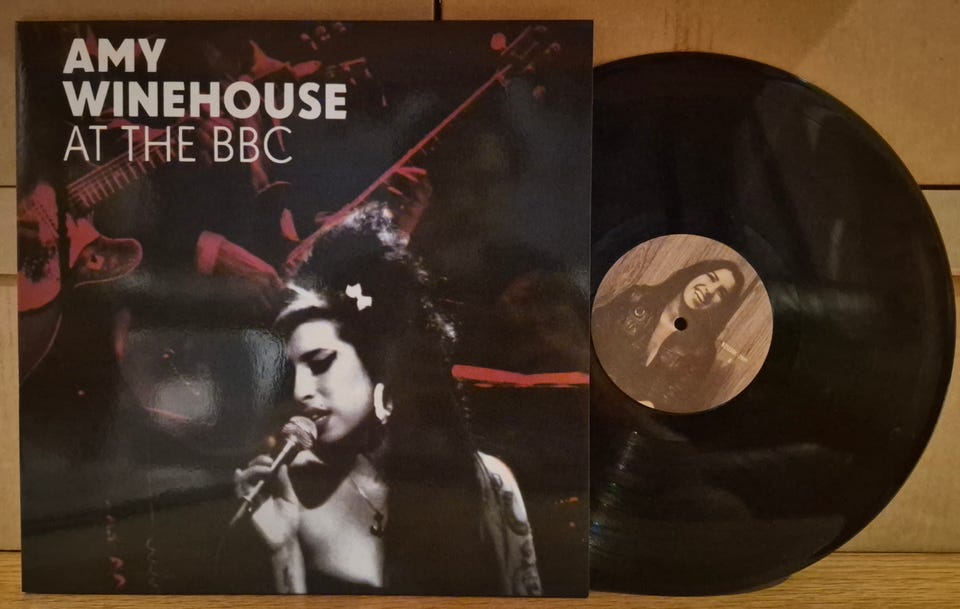 AMY
WINEHOUSE
AT THE BBC